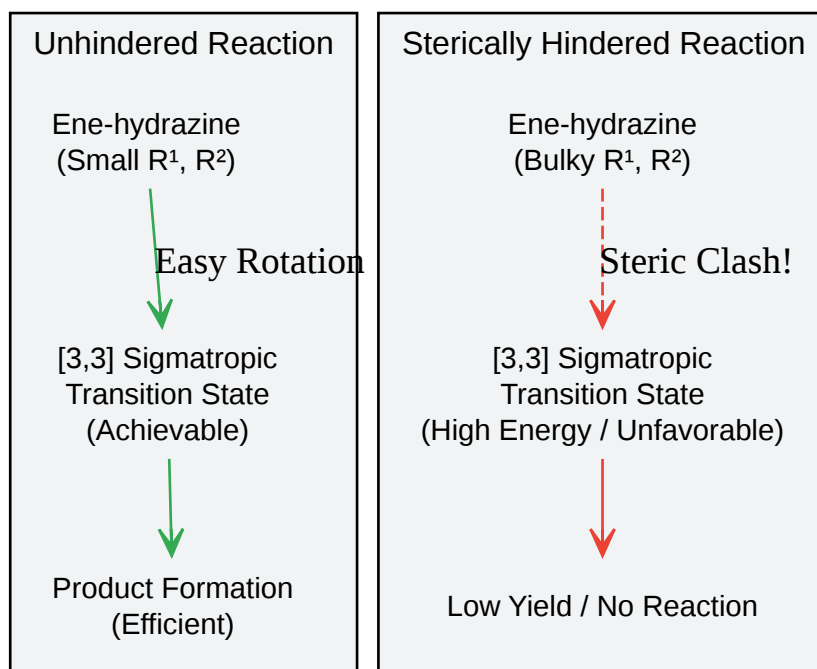 Unhindered Reaction
Ene-hydrazine
(Small R¹, R²)
Easy Rotation
[3,3] Sigmatropic
Transition State
(Achievable)
Product Formation
(Efficient)
Sterically Hindered Reaction
Ene-hydrazine
(Bulky R¹, R²)
Steric Clash!
[3,3] Sigmatropic
Transition State
(High Energy / Unfavorable)
Low Yield / No Reaction